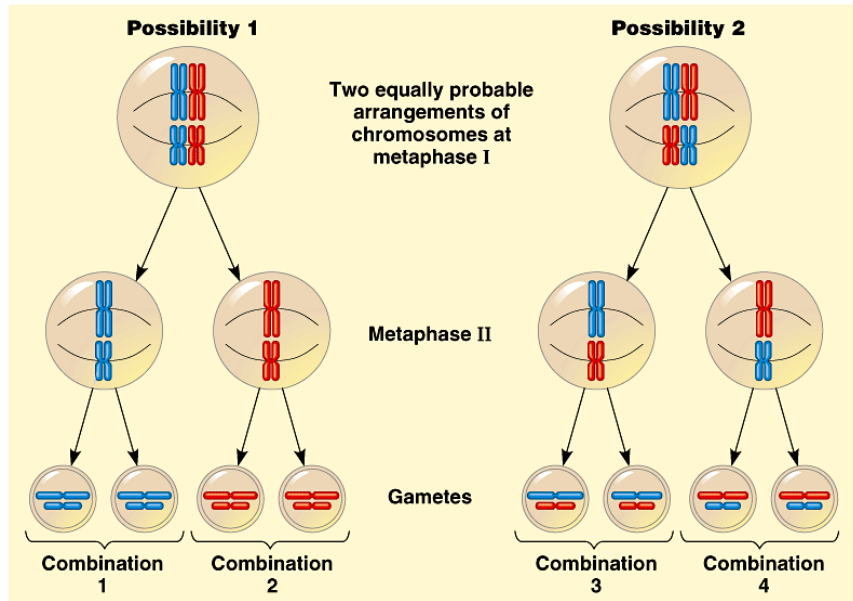 Possibility 1
Possibility 2
Two equally probable
arrangements of
chromosomes at
metaphase I
Metaphase II
Gametes
Combination
1
Combination
2
Combination
3
Combination
4